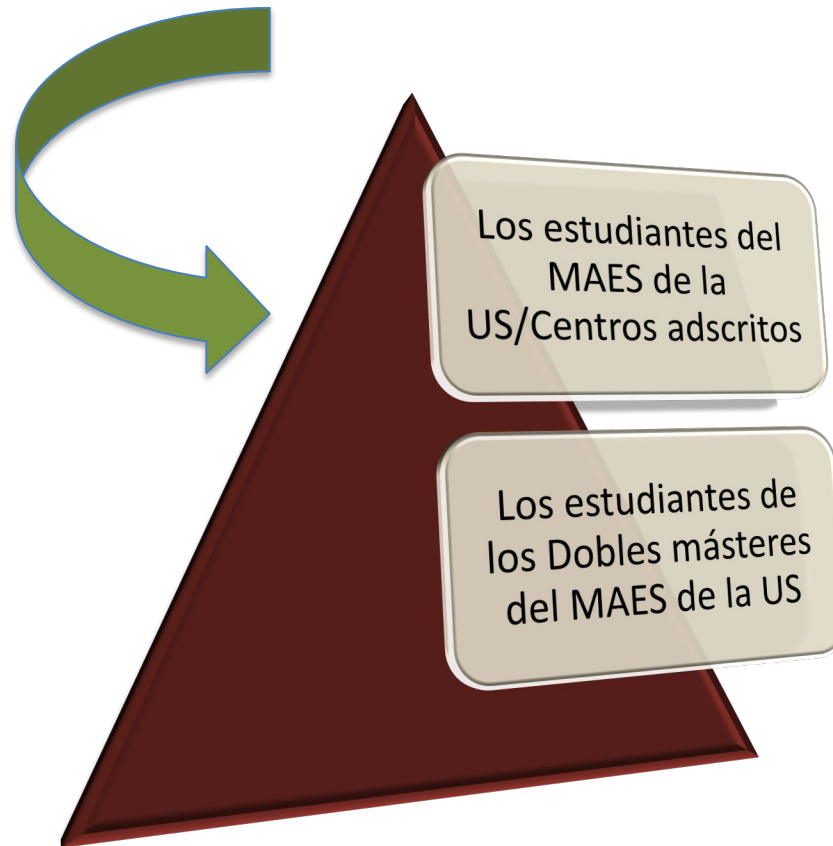 Los estudiantes del
MAES de la
US/Centros adscritos
Los estudiantes de
los Dobles másteres
del MAES de la US